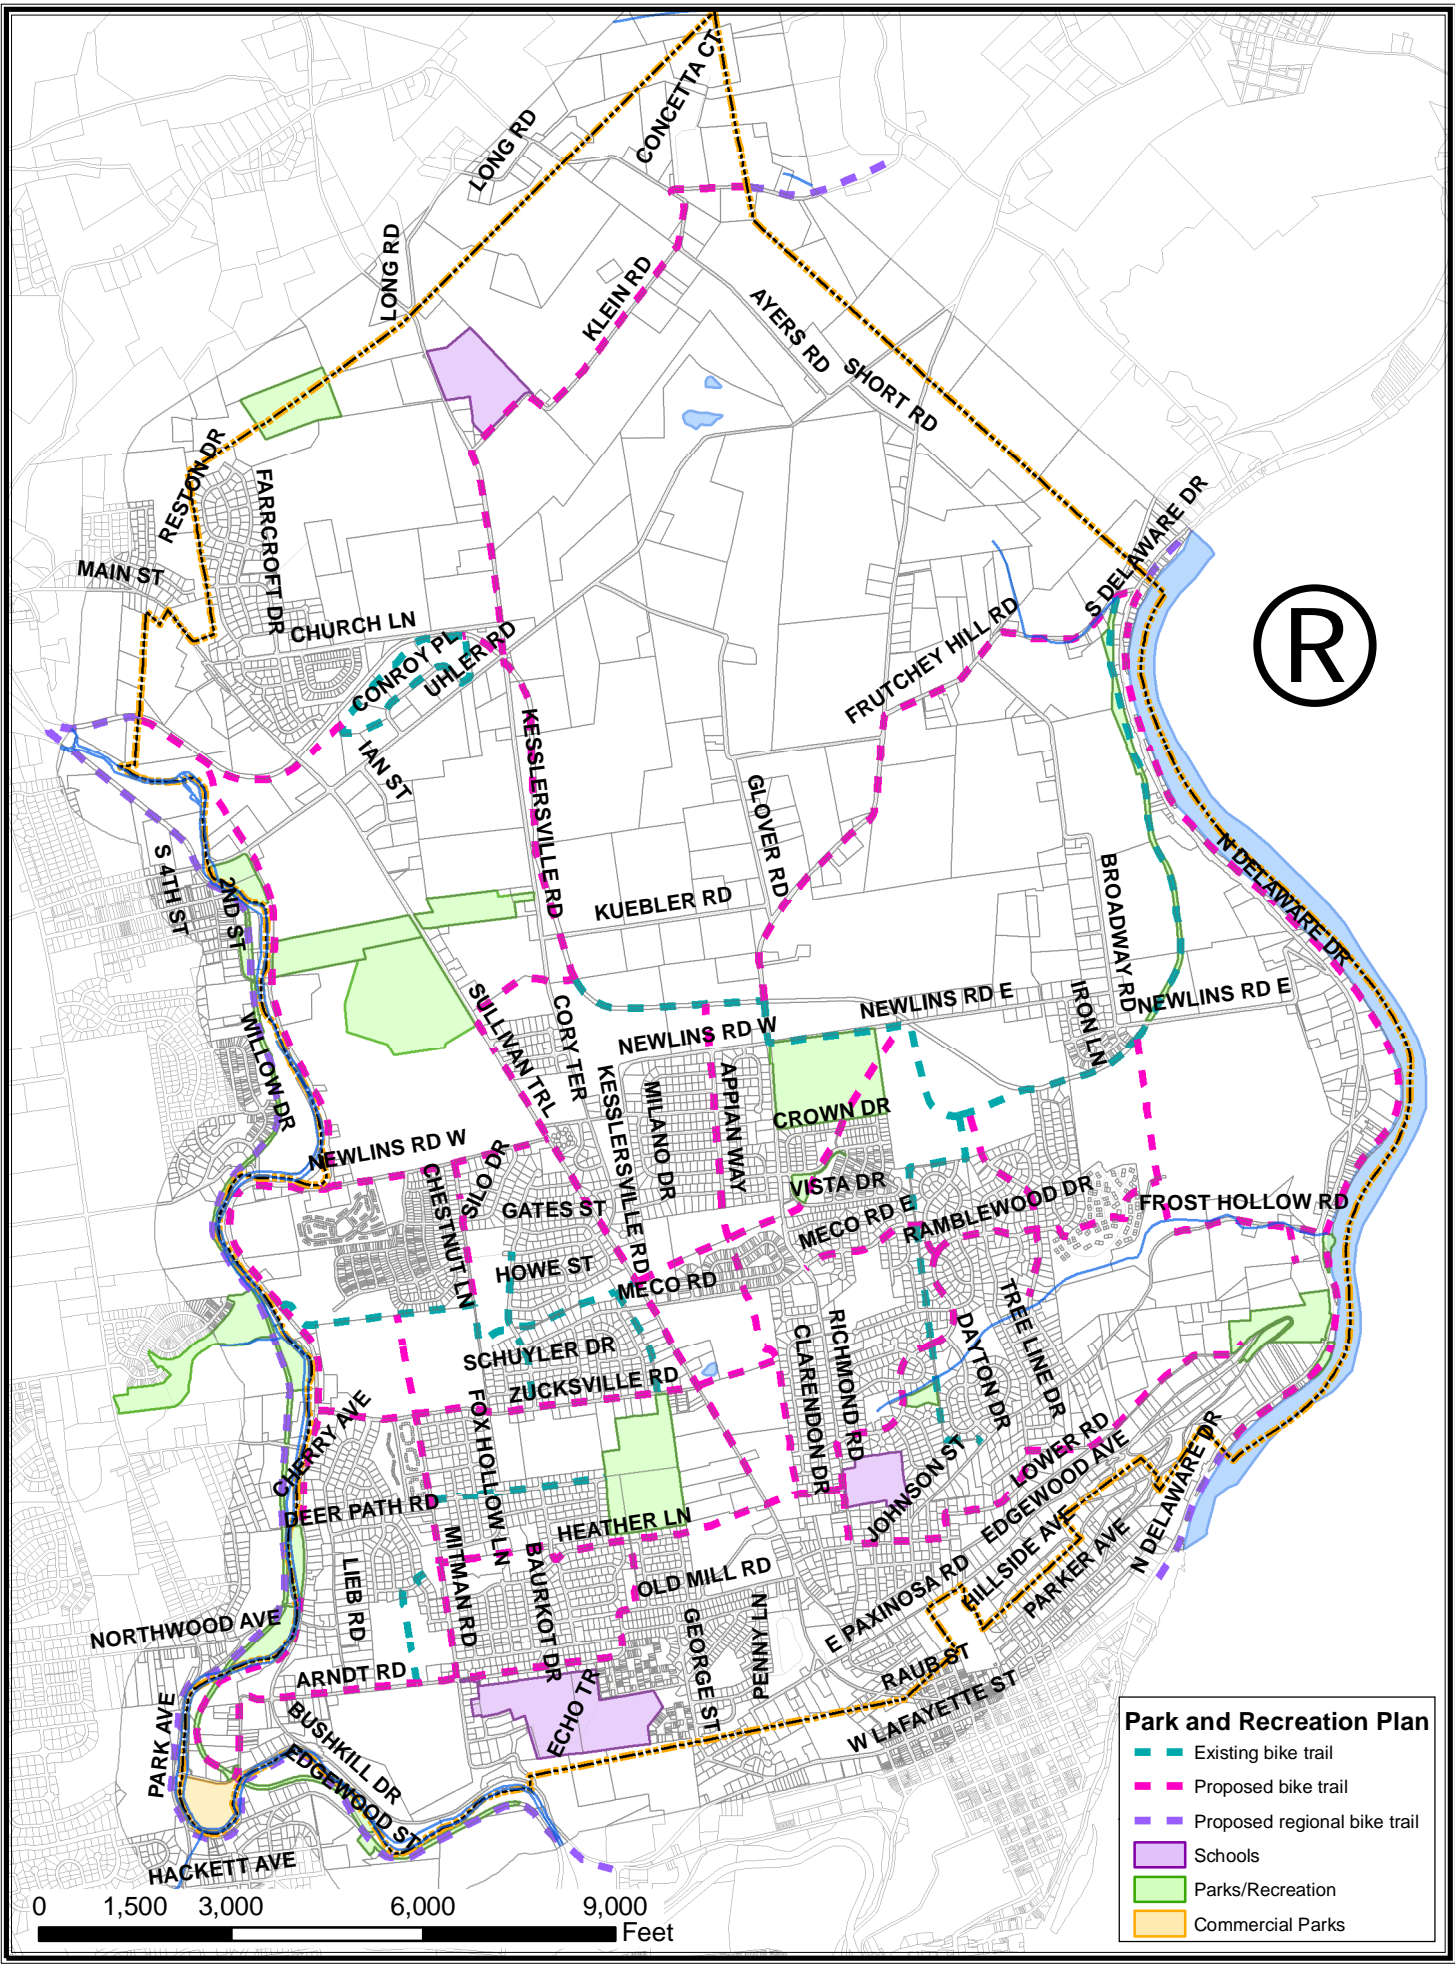 CONCETTA CT
LONG RD
LONG RD
KLEIN RD
AYERS RD
SHORT RD
RESTON DR
FARRCROFT DR
MAIN ST
S DELAWARE DR
CHURCH LN
CONROY PL
UHLER RD
FRUTCHEY HILL RD
®
IAN ST
KESSLERSVILLE RD
GLOVER RD
N DELAWARE DR
S 4TH ST
2ND ST
KUEBLER RD
BROADWAY RD
SULLIVAN TRL
CORY TER
NEWLINS RD E
NEWLINS RD E
IRON LN
WILLOW DR
NEWLINS RD W
KESSLERSVILLE RD
MILANO DR
APPIAN WAY
CROWN DR
NEWLINS RD W
CHESTNUT LN
SILO DR
VISTA DR
GATES ST
MECO RD E
RAMBLEWOOD DR
FROST HOLLOW RD
HOWE ST
MECO RD
TREE LINE DR
DAYTON DR
RICHMOND RD
CLARENDON DR
SCHUYLER DR
ZUCKSVILLE RD
S FOX HOLLOW LN
CHERRY AVE
LOWER RD
EDGEWOOD AVE
N DELAWARE DR
JOHNSON ST
DEER PATH RD
HEATHER LN
HILLSIDE AVE
PARKER AVE
MITMAN RD
BAURKOT DR
LIEB RD
OLD MILL RD
E PAXINOSA RD
NORTHWOOD AVE
GEORGE ST
PENNY LN
RAUB ST
ARNDT RD
ECHO TR
W LAFAYETTE ST
PARK AVE
BUSHKILL DR
EDGEWOOD ST
HACKETT AVE
Park and Recreation Plan
Existing bike trail
Proposed bike trail
Proposed regional bike trail
Schools
Parks/Recreation
Commercial Parks
0 1,500 3,000 6,000 9,000
Feet